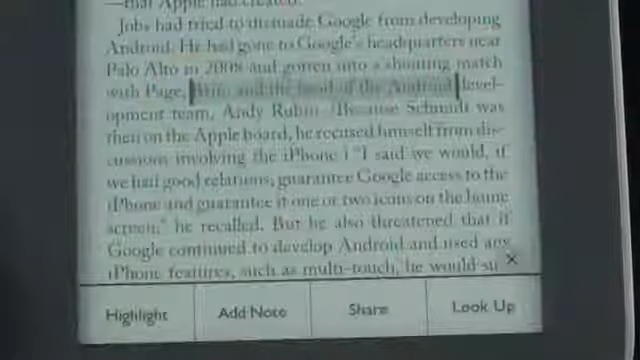 —that Apple had created.
Jobs had tried to dissuade Google from developing
Android. He had gone to Google's headquarters near
Palo Alto in 2008 and gotten into a shouting match
with Page, Brin, and the head of the Android devel-
opment team, Andy Rubin. (Because Schmidt was
then on the Apple board, he recused himself from dis-
cussions involving the iPhone.) "I said we would, if
we had good relations, guarantee Google access to the
iPhone and guarantee it one or two icons on the home
screen," he recalled. But he also threatened that if
Google continued to develop Android and used any
iPhone features, such as multi-touch, he would su
Highlight
Add Note
Share
Look Up